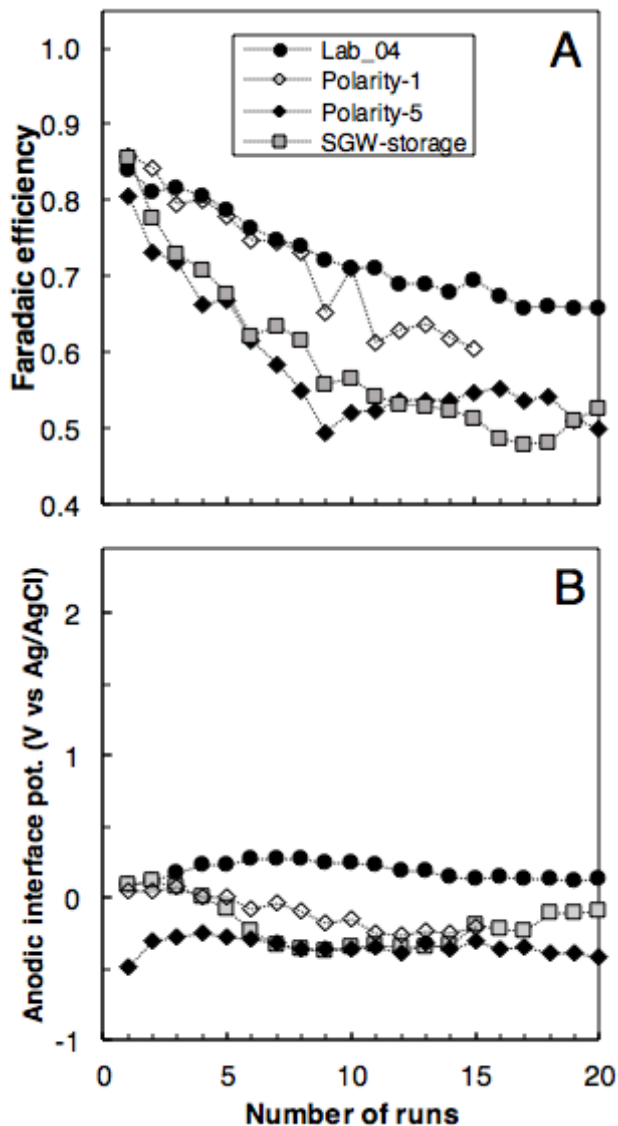 A
Lab_04
Polarity-1
Polarity-5
SGW-storage
Faradaic efficiency
1.0
0.9
0.8
0.7
0.6
0.5
0.4
B
Anodic interface pot. (V vs Ag/AgCl)
2
1
0
-1
0 5 10 15 20
Number of runs